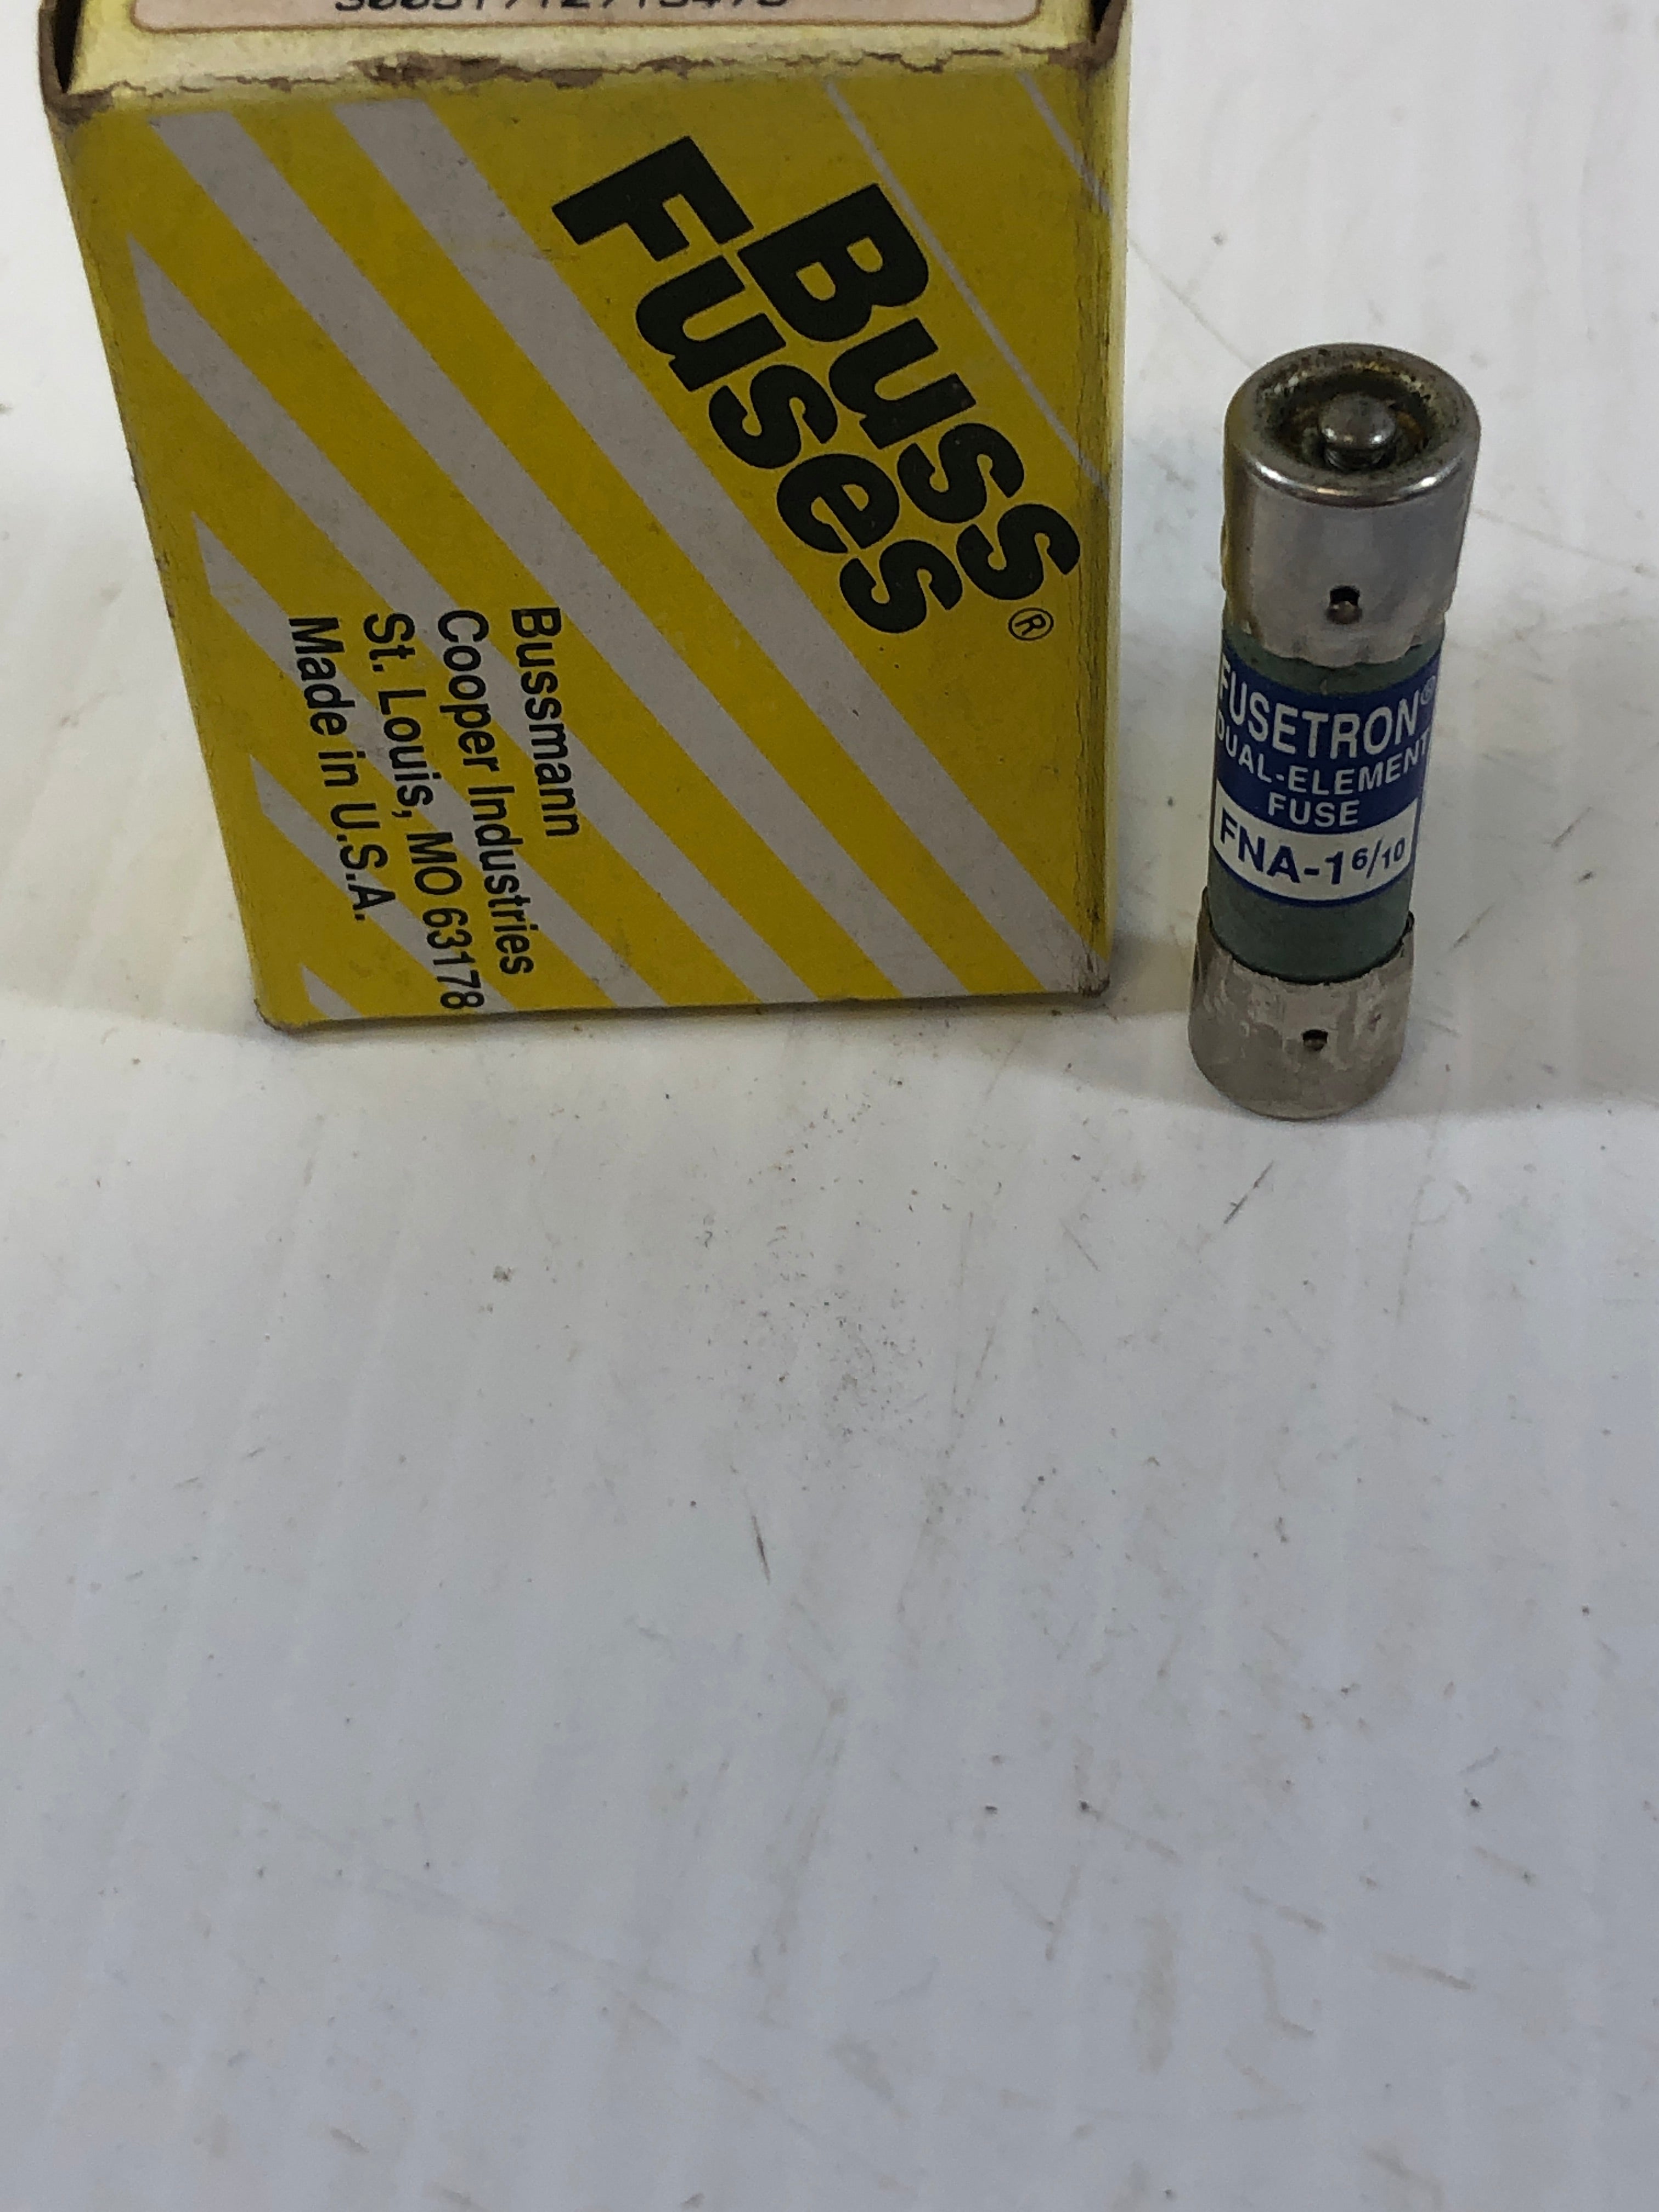 Buss®
Fuses
Bussmann
Cooper Industries
St. Louis, MO 63178
Made in U.S.A.
FUSETRON®
DUAL-ELEMENT
FUSE
FNA-1 6/10